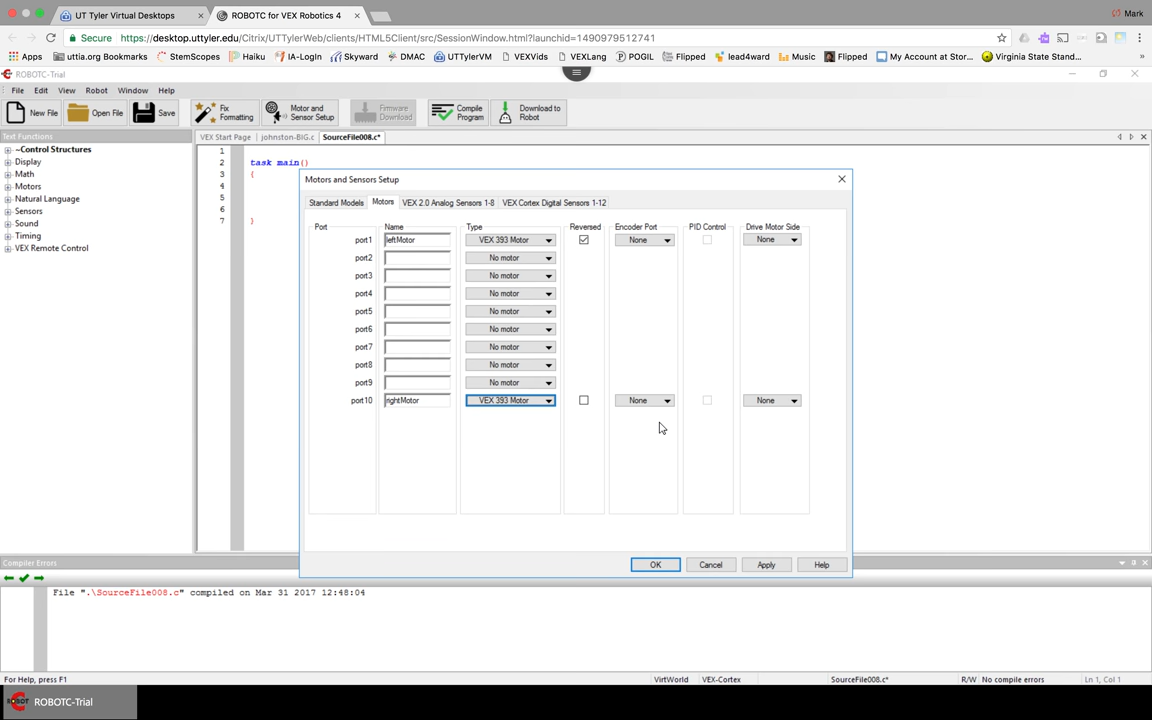 UT Tyler Virtual Desktops
ROBOTC for VEX Robotics 4
Mark
Secure https://desktop.uttyler.edu/Citrix/UTTylerWeb/clients/HTML5Client/src/SessionWindow.html?launchid=1490979512741
Apps uttia.org Bookmarks StemScopes Haiku IA-LogIn Skyward DMAC UTTylerVM VEXVids VEXLang POGIL Flipped lead4ward Music Flipped My Account at Stor... Virginia State Stand... »
ROBOTC-Trial
File Edit View Robot Window Help
New File Open File Save Fix Formatting Motor and Sensor Setup Firmware Download Compile Program Download to Robot
Text Functions
VEX Start Page johnston-BIG.c SourceFile008.c*
~Control Structures
Display
Math
Motors
Natural Language
Sensors
Sound
Timing
VEX Remote Control
1
2 task main()
3 {
4
5
6
7 }
Motors and Sensors Setup
Standard Models Motors VEX 2.0 Analog Sensors 1-8 VEX Cortex Digital Sensors 1-12
Port Name Type Reversed Encoder Port PID Control Drive Motor Side
port1 leftMotor VEX 393 Motor None None
port2 No motor
port3 No motor
port4 No motor
port5 No motor
port6 No motor
port7 No motor
port8 No motor
port9 No motor
port10 rightMotor VEX 393 Motor None None
OK Cancel Apply Help
Compiler Errors
File ".\SourceFile008.c" compiled on Mar 31 2017 12:48:04
For Help, press F1 VirtWorld VEX-Cortex SourceFile008.c* R/W No compile errors Ln 1, Col 1
ROBOT ROBOTC-Trial